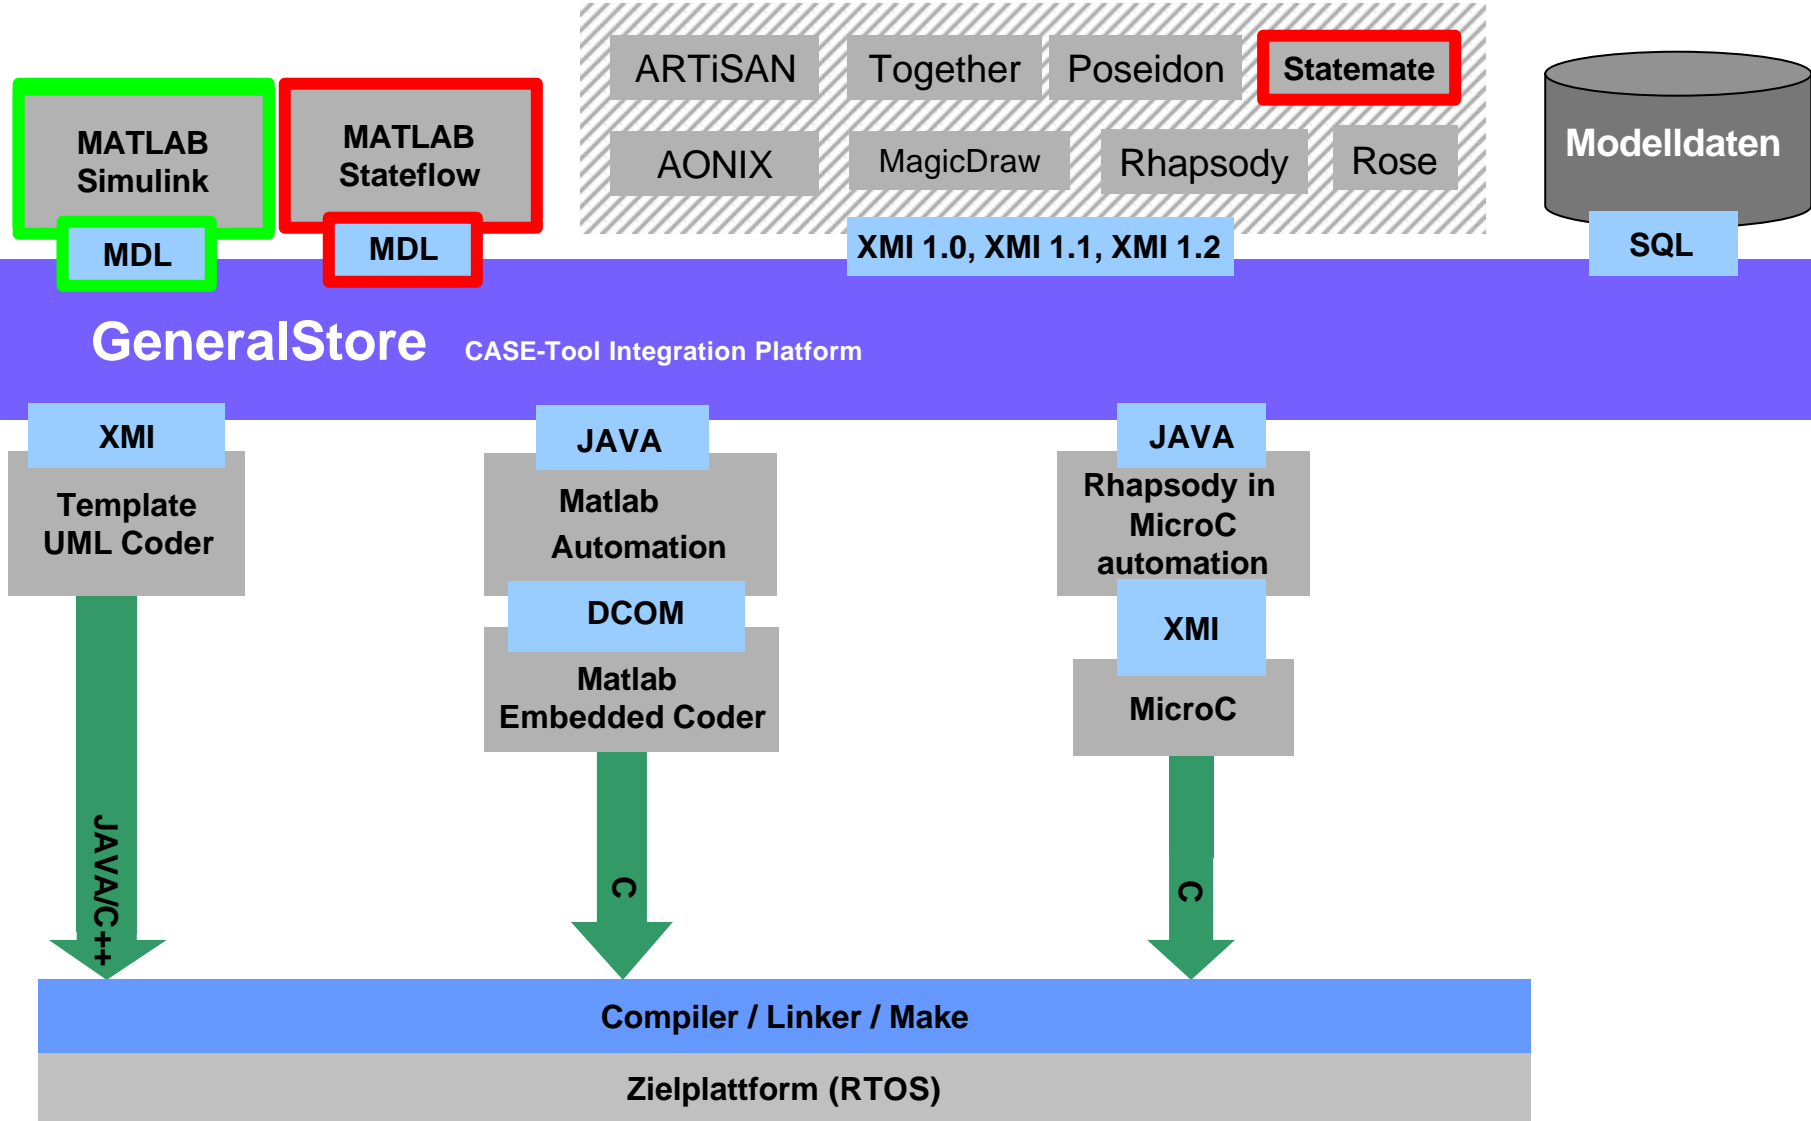 ARTiSAN
Together
Poseidon
Statemate
MATLAB
Simulink
MATLAB
Stateflow
AONIX
MagicDraw
Rhapsody
Rose
Modelldaten
MDL
MDL
XMI 1.0, XMI 1.1, XMI 1.2
SQL
GeneralStore CASE-Tool Integration Platform
XMI
JAVA
JAVA
Template
UML Coder
Matlab
Automation
Rhapsody in
MicroC
automation
DCOM
XMI
Matlab
Embedded Coder
MicroC
JAVA/C++
C
C
Compiler / Linker / Make
Zielplattform (RTOS)